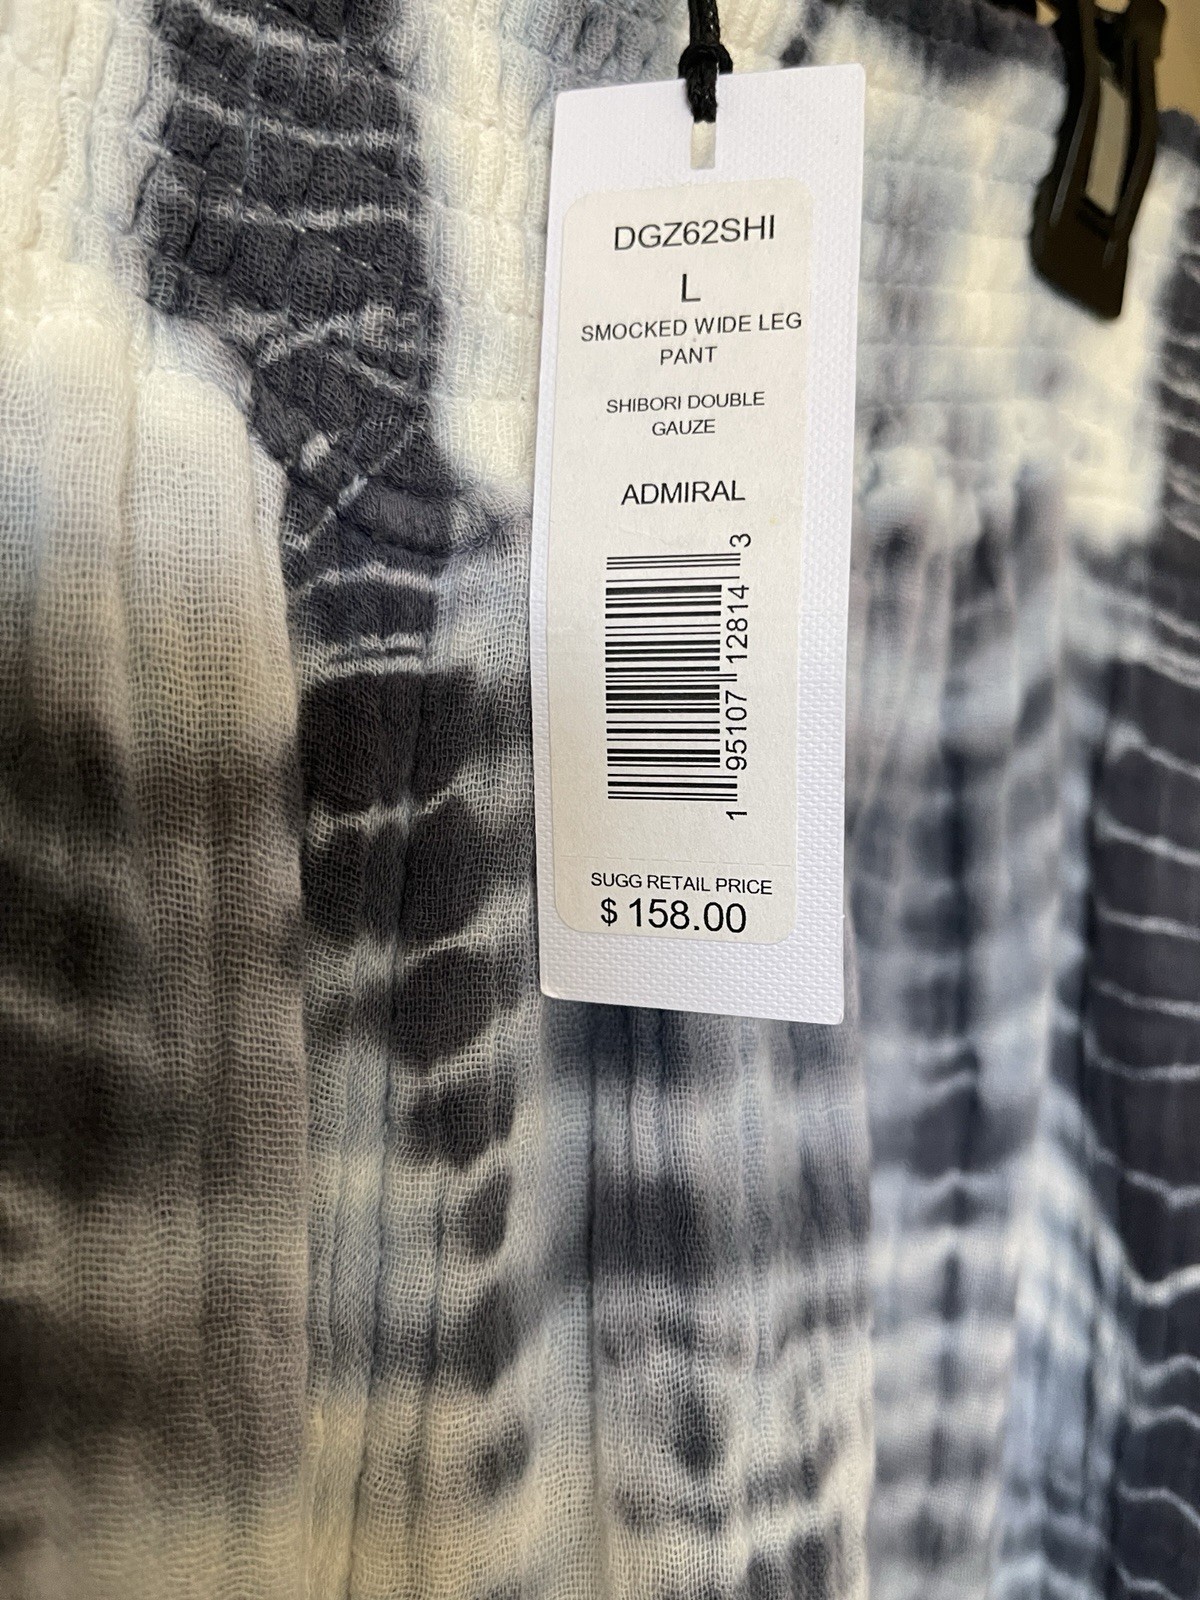 DGZ62SHI
L
SMOCKED WIDE LEG
PANT
SHIBORI DOUBLE
GAUZE
ADMIRAL
1 95107 12814 3
SUGG RETAIL PRICE
$ 158.00